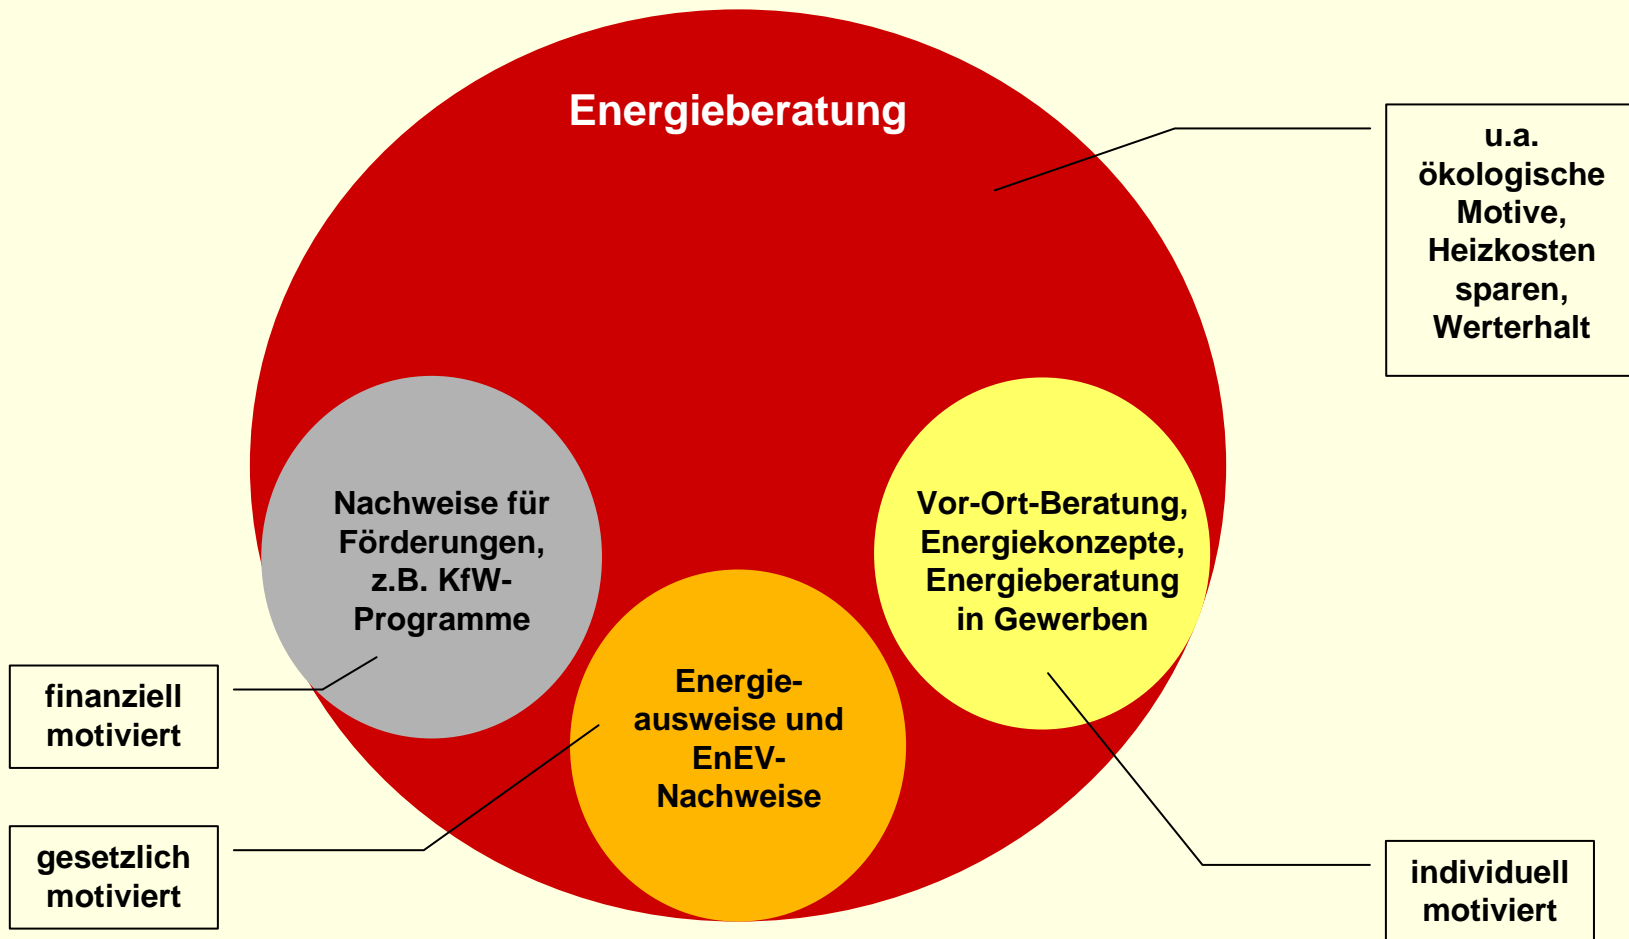 Energieberatung
u.a.
ökologische
Motive,
Heizkosten
sparen,
Werterhalt
Nachweise für
Förderungen,
z.B. KfW-
Programme
Vor-Ort-Beratung,
Energiekonzepte,
Energieberatung
in Gewerben
Energie-
ausweise und
EnEV-
Nachweise
finanziell
motiviert
gesetzlich
motiviert
individuell
motiviert